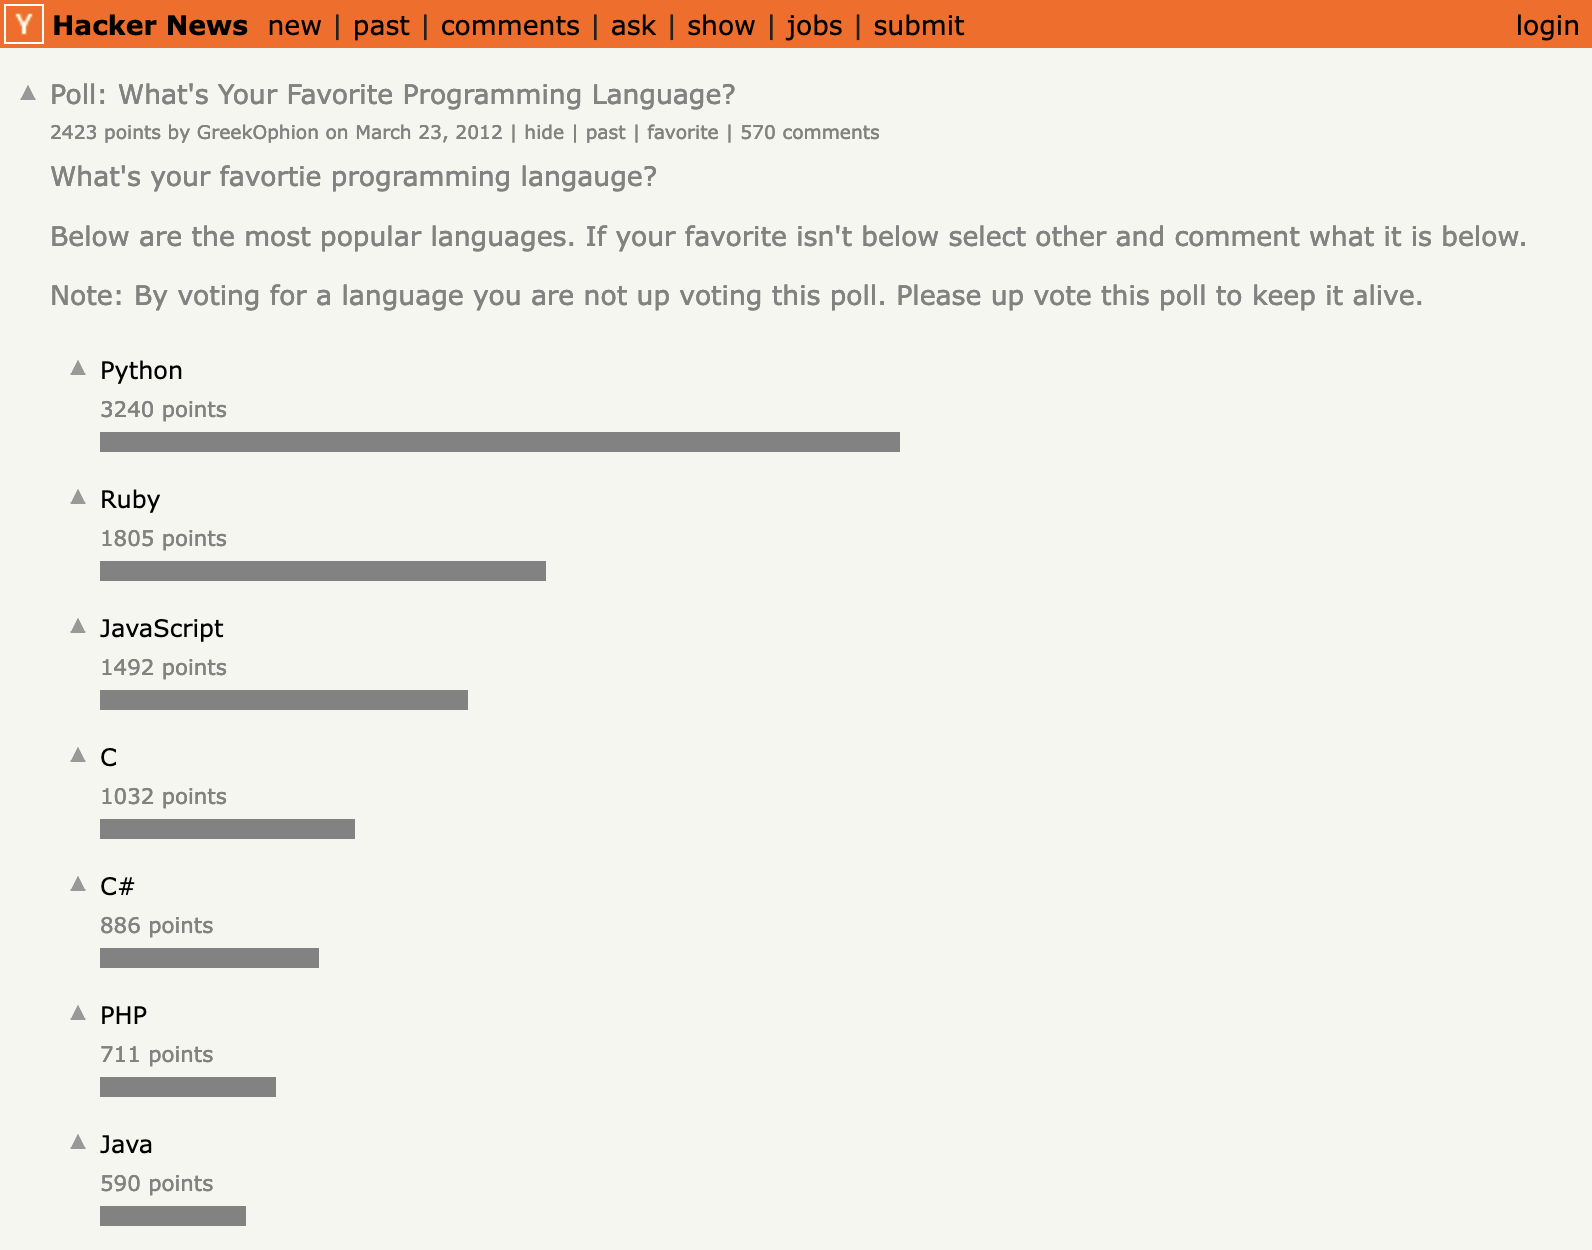 Y Hacker News new | past | comments | ask | show | jobs | submit login
▲ Poll: What's Your Favorite Programming Language?
2423 points by GreekOphion on March 23, 2012 | hide | past | favorite | 570 comments
What's your favortie programming langauge?
Below are the most popular languages. If your favorite isn't below select other and comment what it is below.
Note: By voting for a language you are not up voting this poll. Please up vote this poll to keep it alive.
▲ Python
3240 points
▲ Ruby
1805 points
▲ JavaScript
1492 points
▲ C
1032 points
▲ C#
886 points
▲ PHP
711 points
▲ Java
590 points